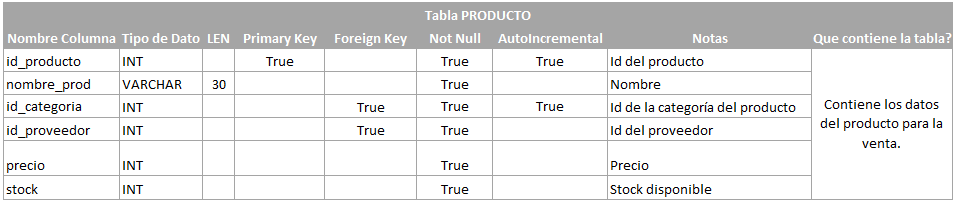 Tabla PRODUCTO
Nombre Columna Tipo de Dato LEN Primary Key Foreign Key Not Null AutoIncremental Notas Que contiene la tabla?
id_producto INT True True True Id del producto
nombre_prod VARCHAR 30 True Nombre
id_categoria INT True True True Id de la categoría del producto
id_proveedor INT True True Id del proveedor
precio INT True Precio
stock INT True Stock disponible
Contiene los datos
del producto para la
venta.